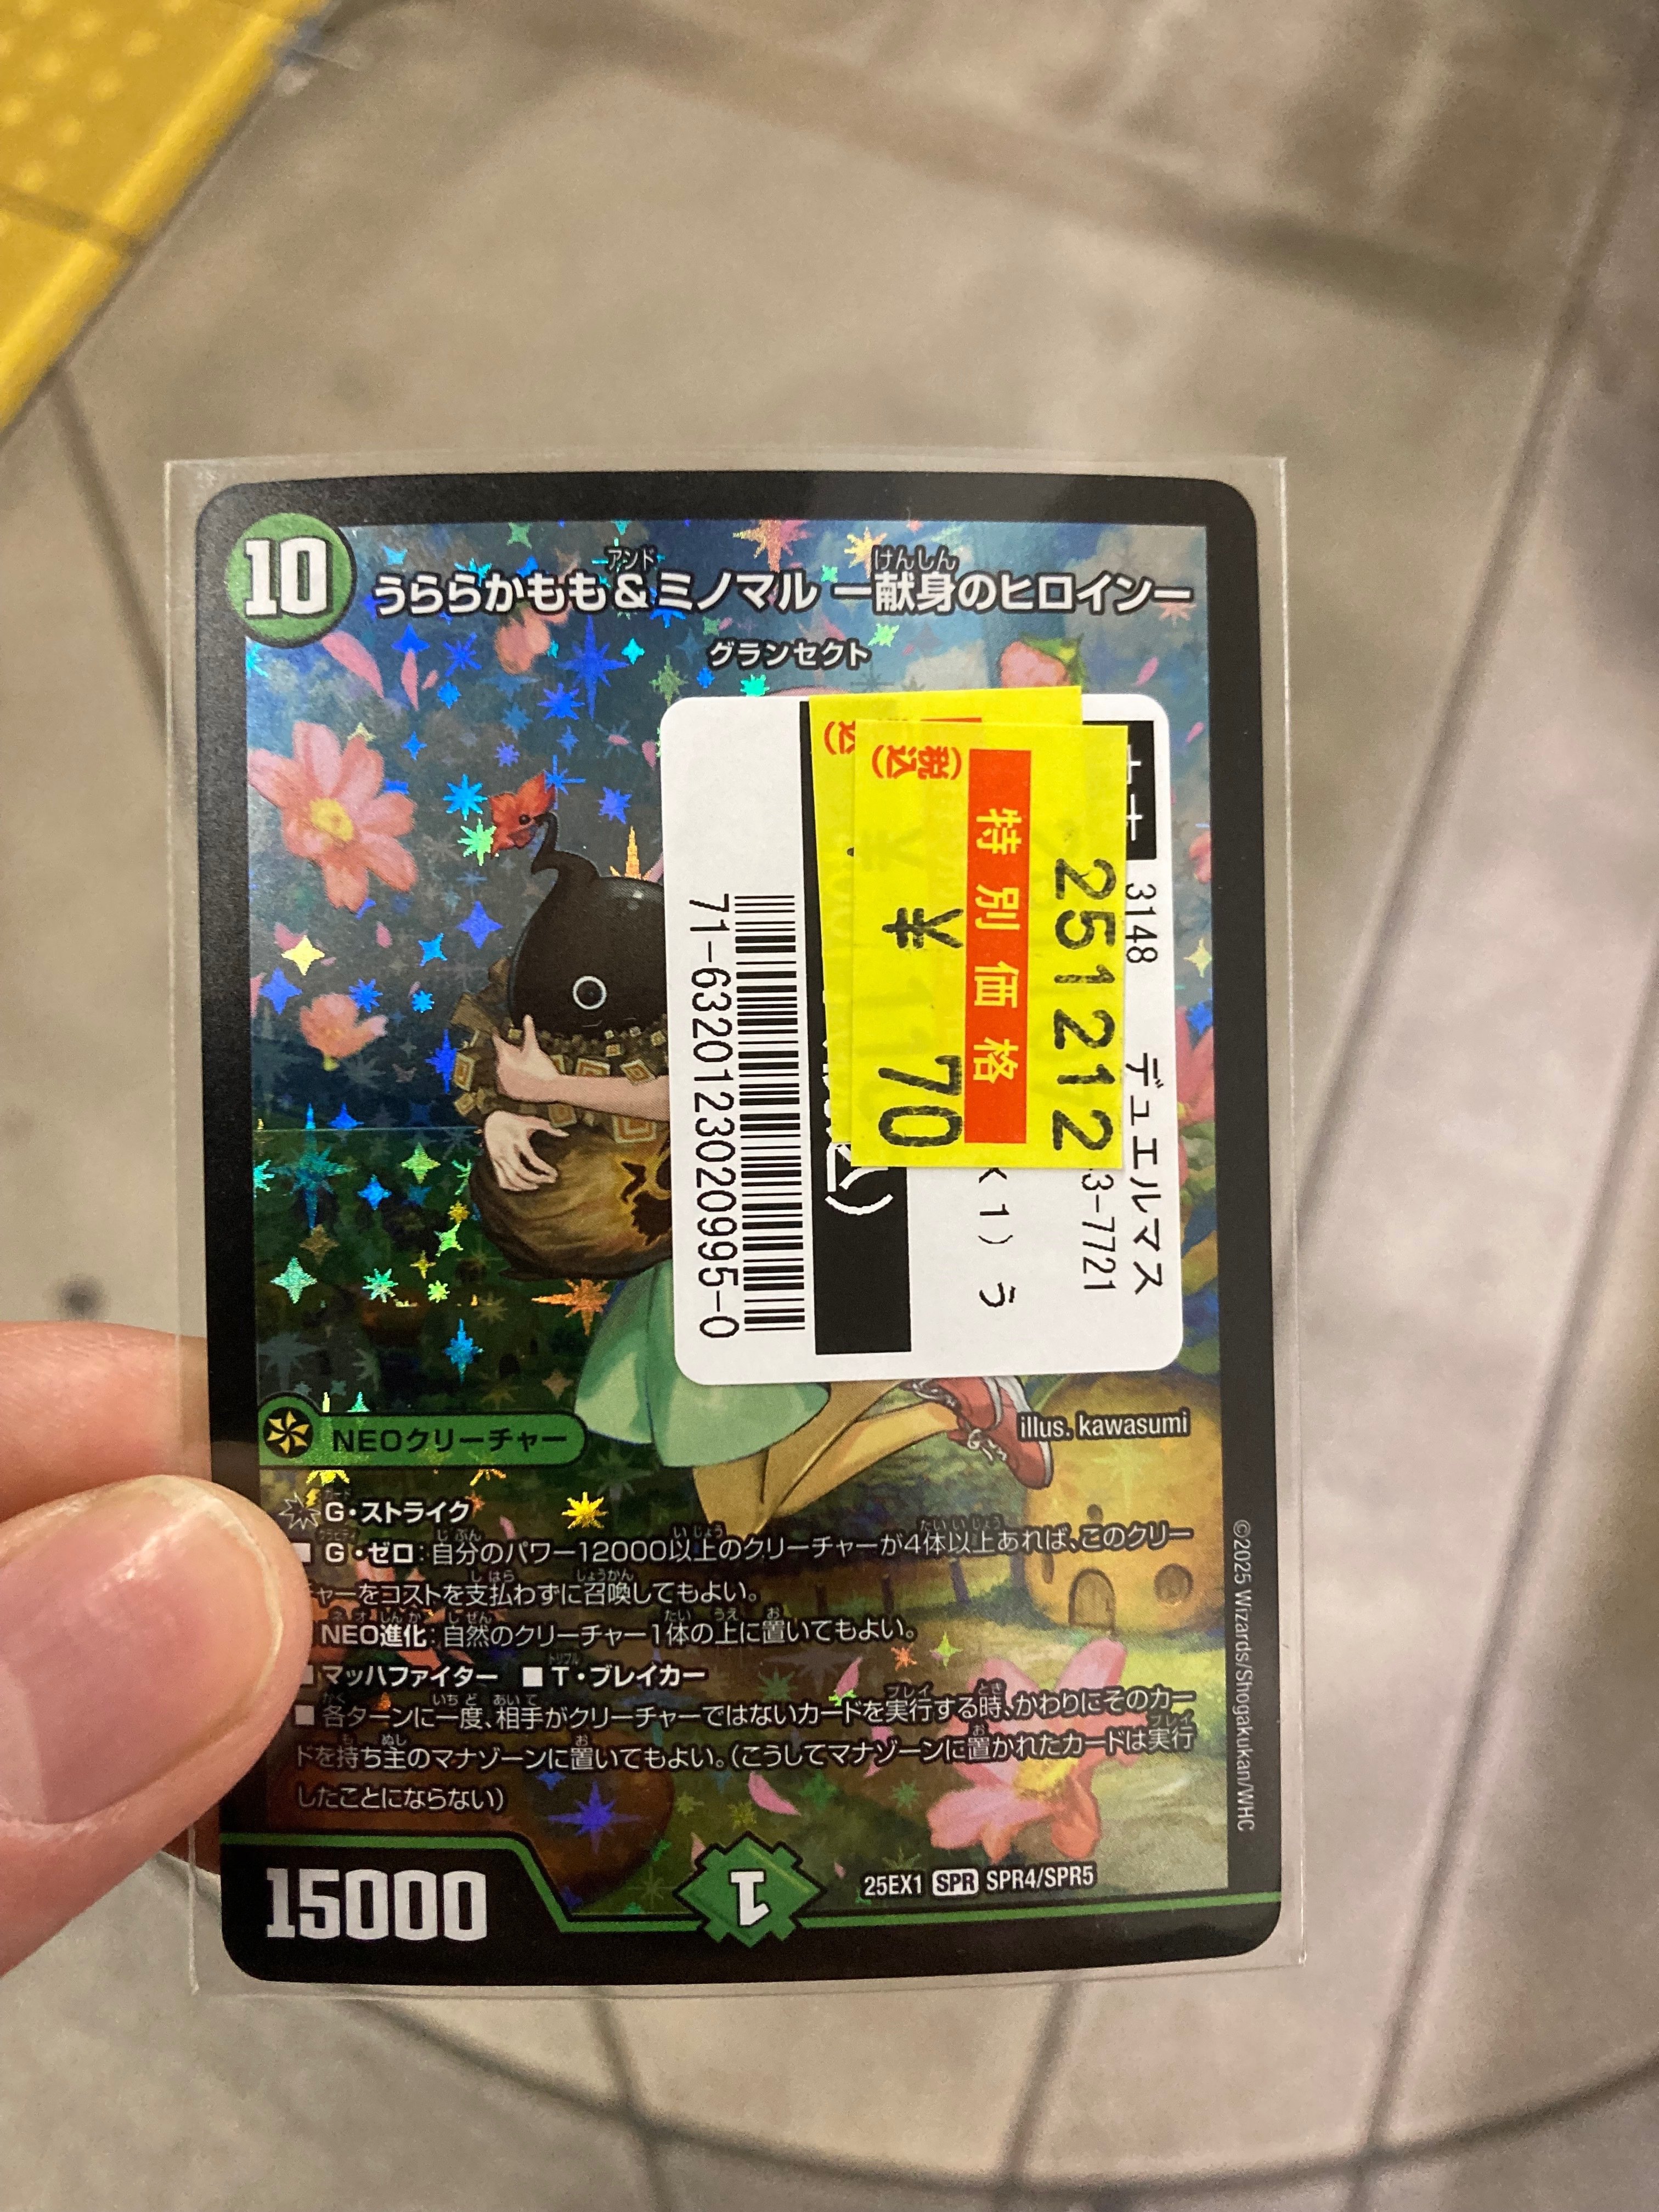 10
うららかもも&ミノマル ー献身のヒロインー
アンド
けんしん
グランセクト
3148 デュエルマス
3-7721
251212
特別価格
(税込)
¥70
1) う
71-6320123020995-0
illus. kawasumi
NEOクリーチャー
G・ストライク
■G・ゼロ:自分のパワー12000以上のクリーチャーが4体以上あれば、このクリー
チャーをコストを支払わずに召喚してもよい。
NEO進化:自然のクリーチャー1体の上に置いてもよい。
■マッハファイター ■T・ブレイカー
■各ターンに一度、相手がクリーチャーではないカードを実行する時、かわりにそのカー
ドを持ち主のマナゾーンに置いてもよい。(こうしてマナゾーンに置かれたカードは実行
したことにならない)
©2025 Wizards/Shogakukan/WHC
15000
1
25EX1 SPR SPR4/SPR5